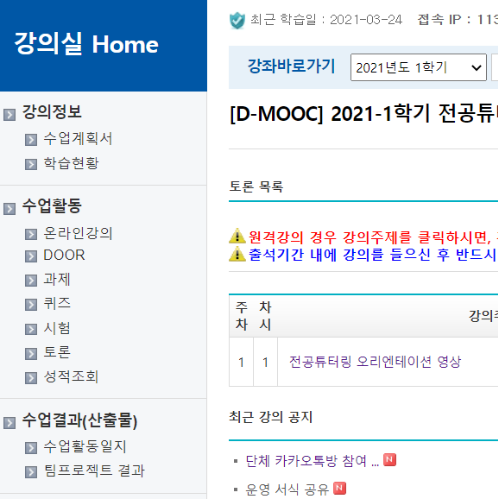 강의실 Home
강의정보
수업계획서
학습현황
수업활동
온라인강의
DOOR
과제
퀴즈
시험
토론
성적조회
수업결과(산출물)
수업활동일지
팀프로젝트 결과
최근 학습일 : 2021-03-24 접속 IP : 113
강좌바로가기 2021년도 1학기
[D-MOOC] 2021-1학기 전공튜
토론 목록
원격강의 경우 강의주제를 클릭하시면,
출석기간 내에 강의를 들으신 후 반드시
주차 차시 강의주
1 1 전공튜터링 오리엔테이션 영상
최근 강의 공지
단체 카카오톡방 참여 ... N
운영 서식 공유 N